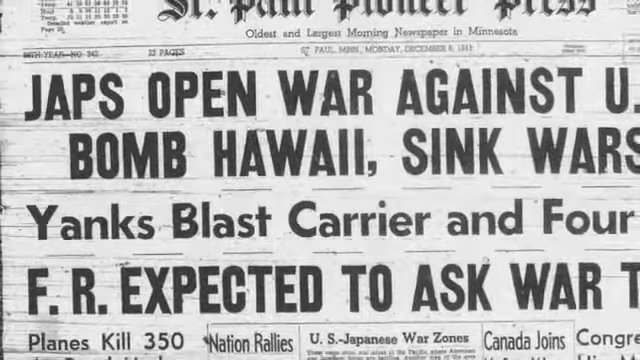 St. Paul Pioneer Press
Oldest and Largest Morning Newspaper in Minnesota
22 PAGES
ST. PAUL, MINN., MONDAY, DECEMBER 8, 1941
JAPS OPEN WAR AGAINST U
BOMB HAWAII, SINK WARS
Yanks Blast Carrier and Four
F. R. EXPECTED TO ASK WAR T
Planes Kill 350
Nation Rallies
U. S.-Japanese War Zones
Canada Joins
Congr